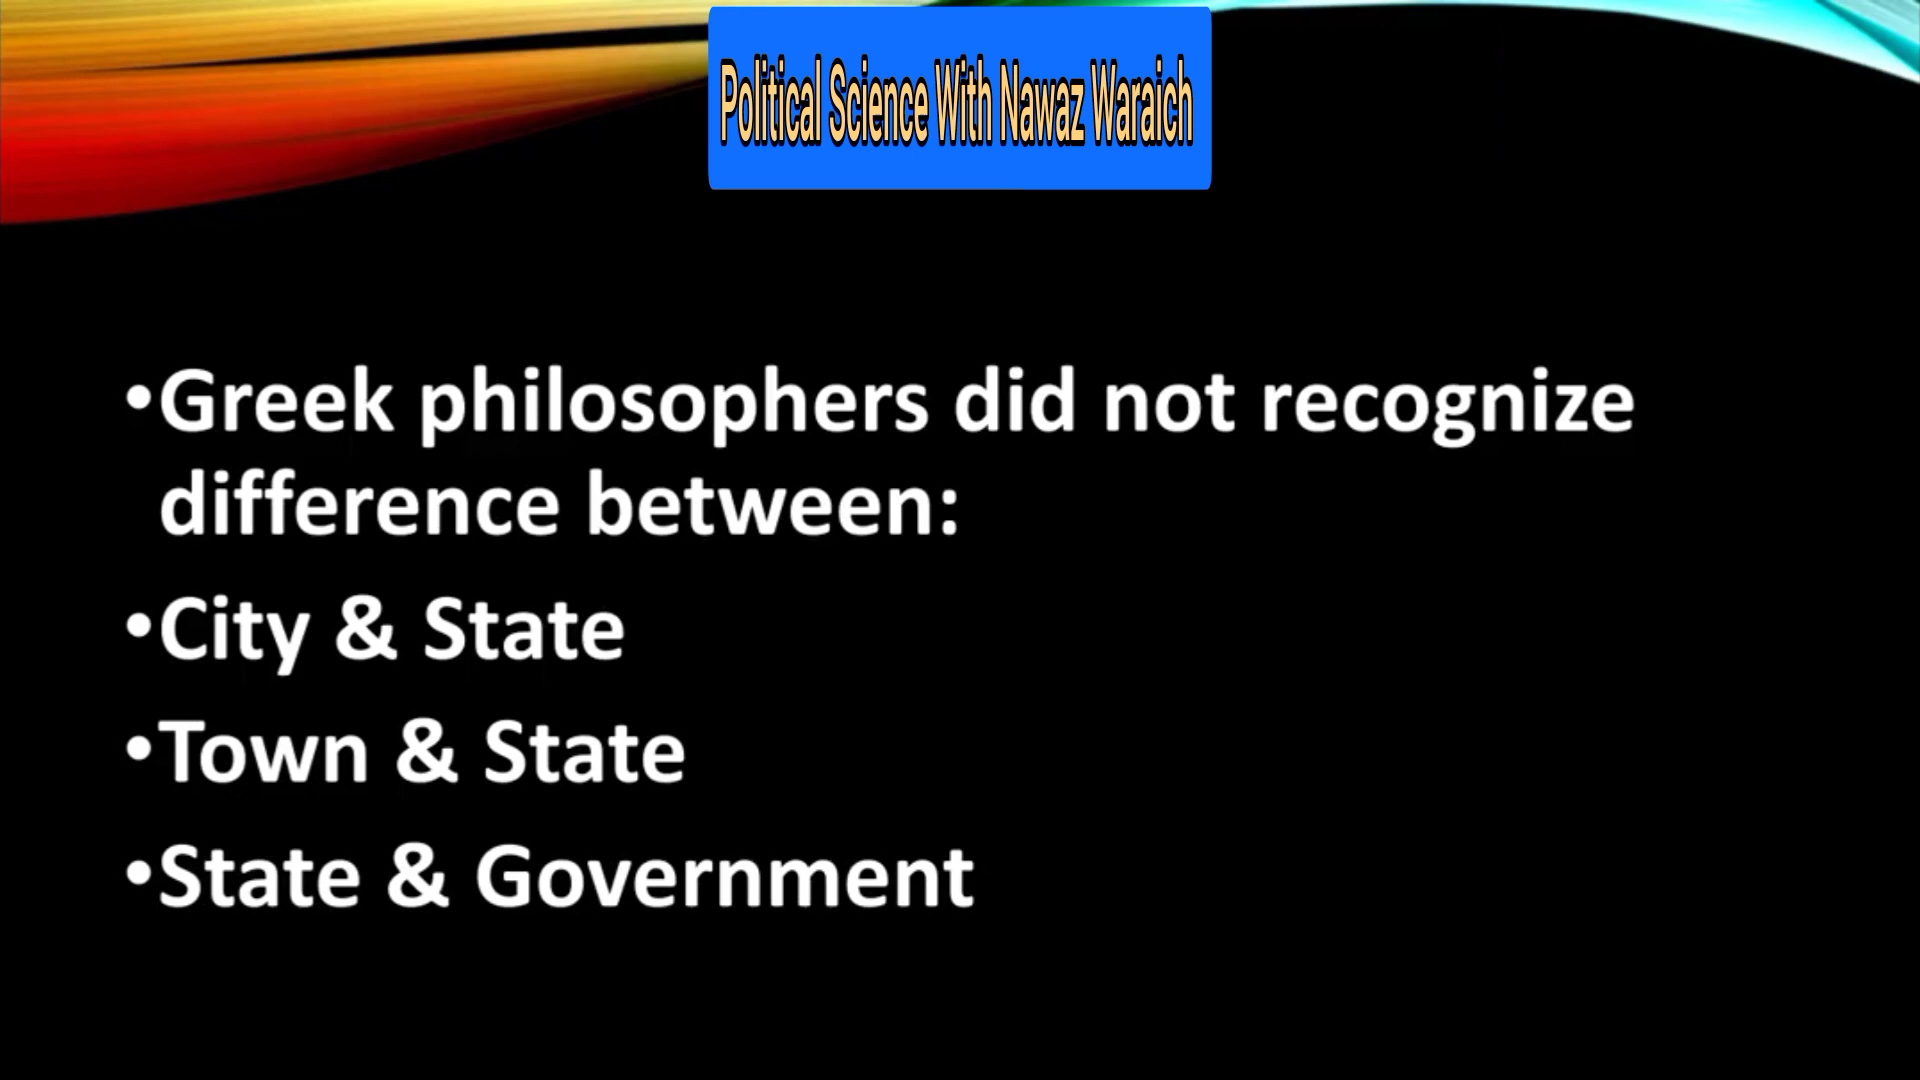 Political Science With Nawaz Waraich
•Greek philosophers did not recognize
difference between:
•City & State
•Town & State
•State & Government